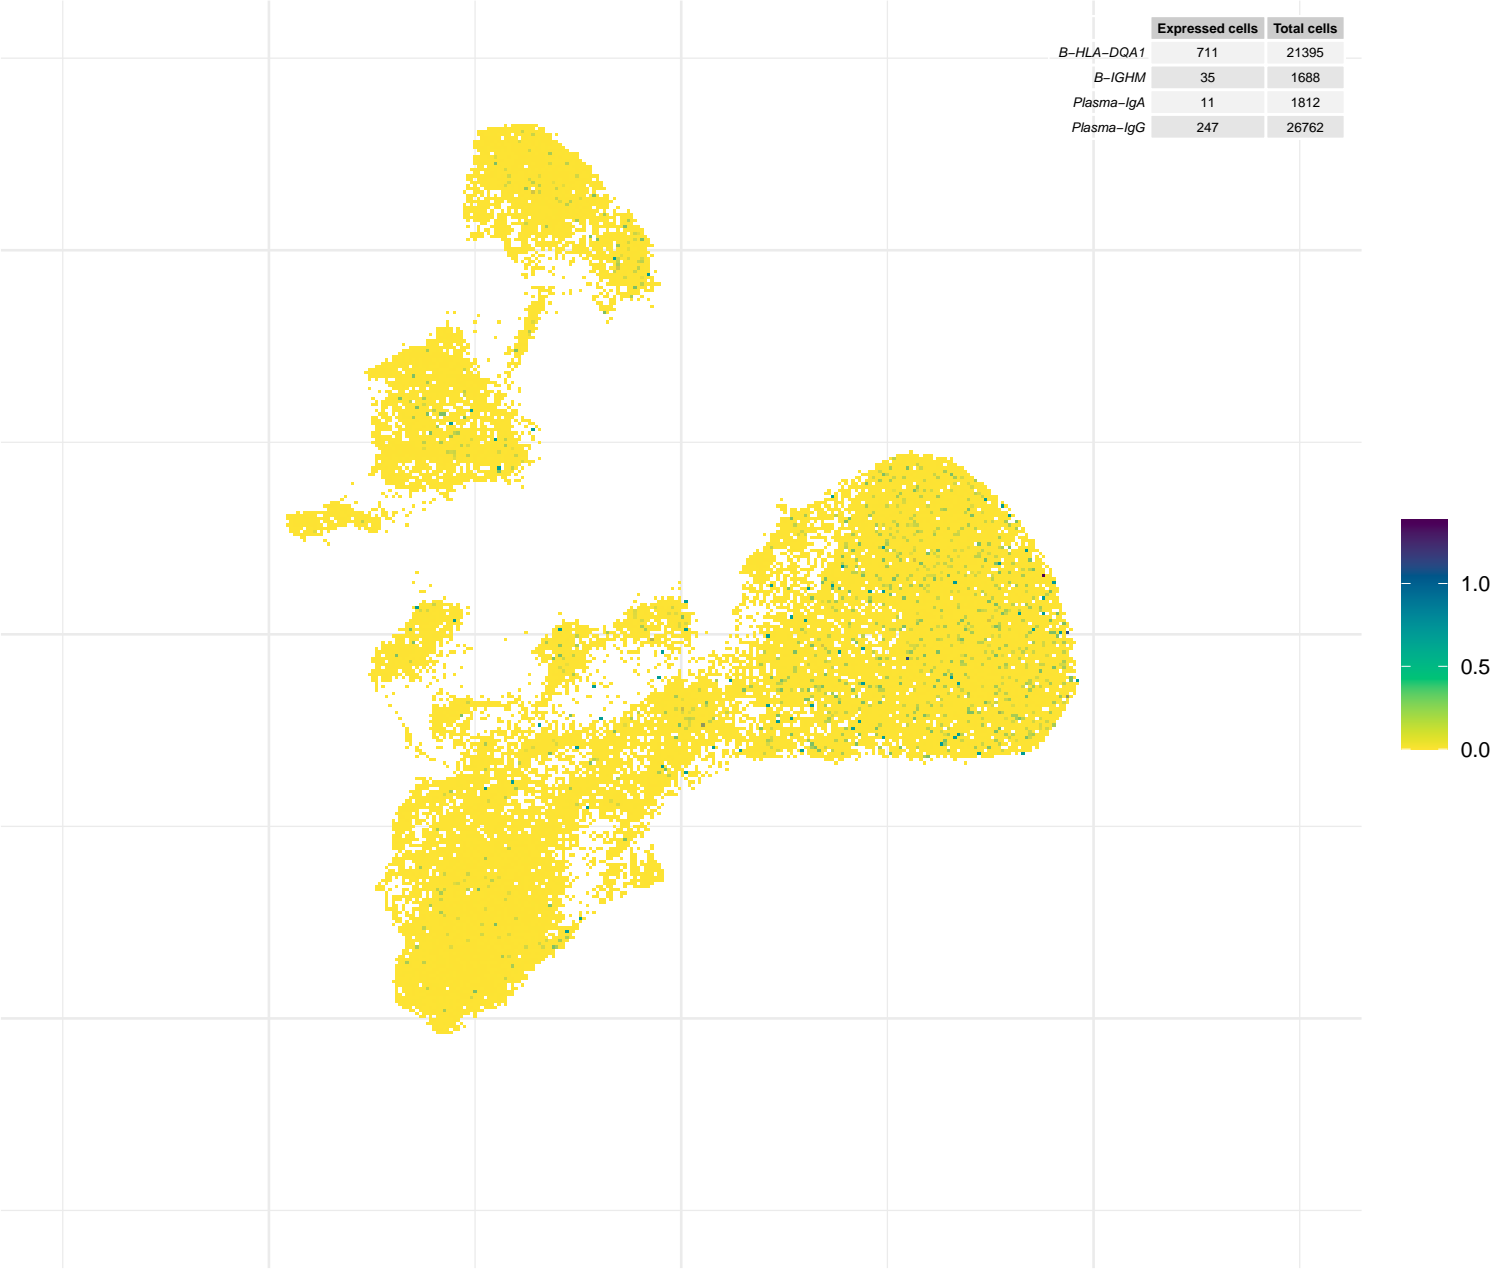 Expressed cells Total cells
B−HLA−DQA1 711 21395
B−IGHM 35 1688
Plasma−IgA 11 1812
Plasma−IgG 247 26762
1.0
0.5
0.0